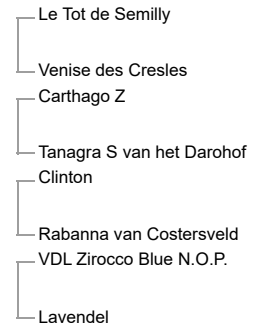 Le Tot de Semilly
Venise des Cresles
Carthago Z
Tanagra S van het Darohof
Clinton
Rabanna van Costersveld
VDL Zirocco Blue N.O.P.
Lavendel